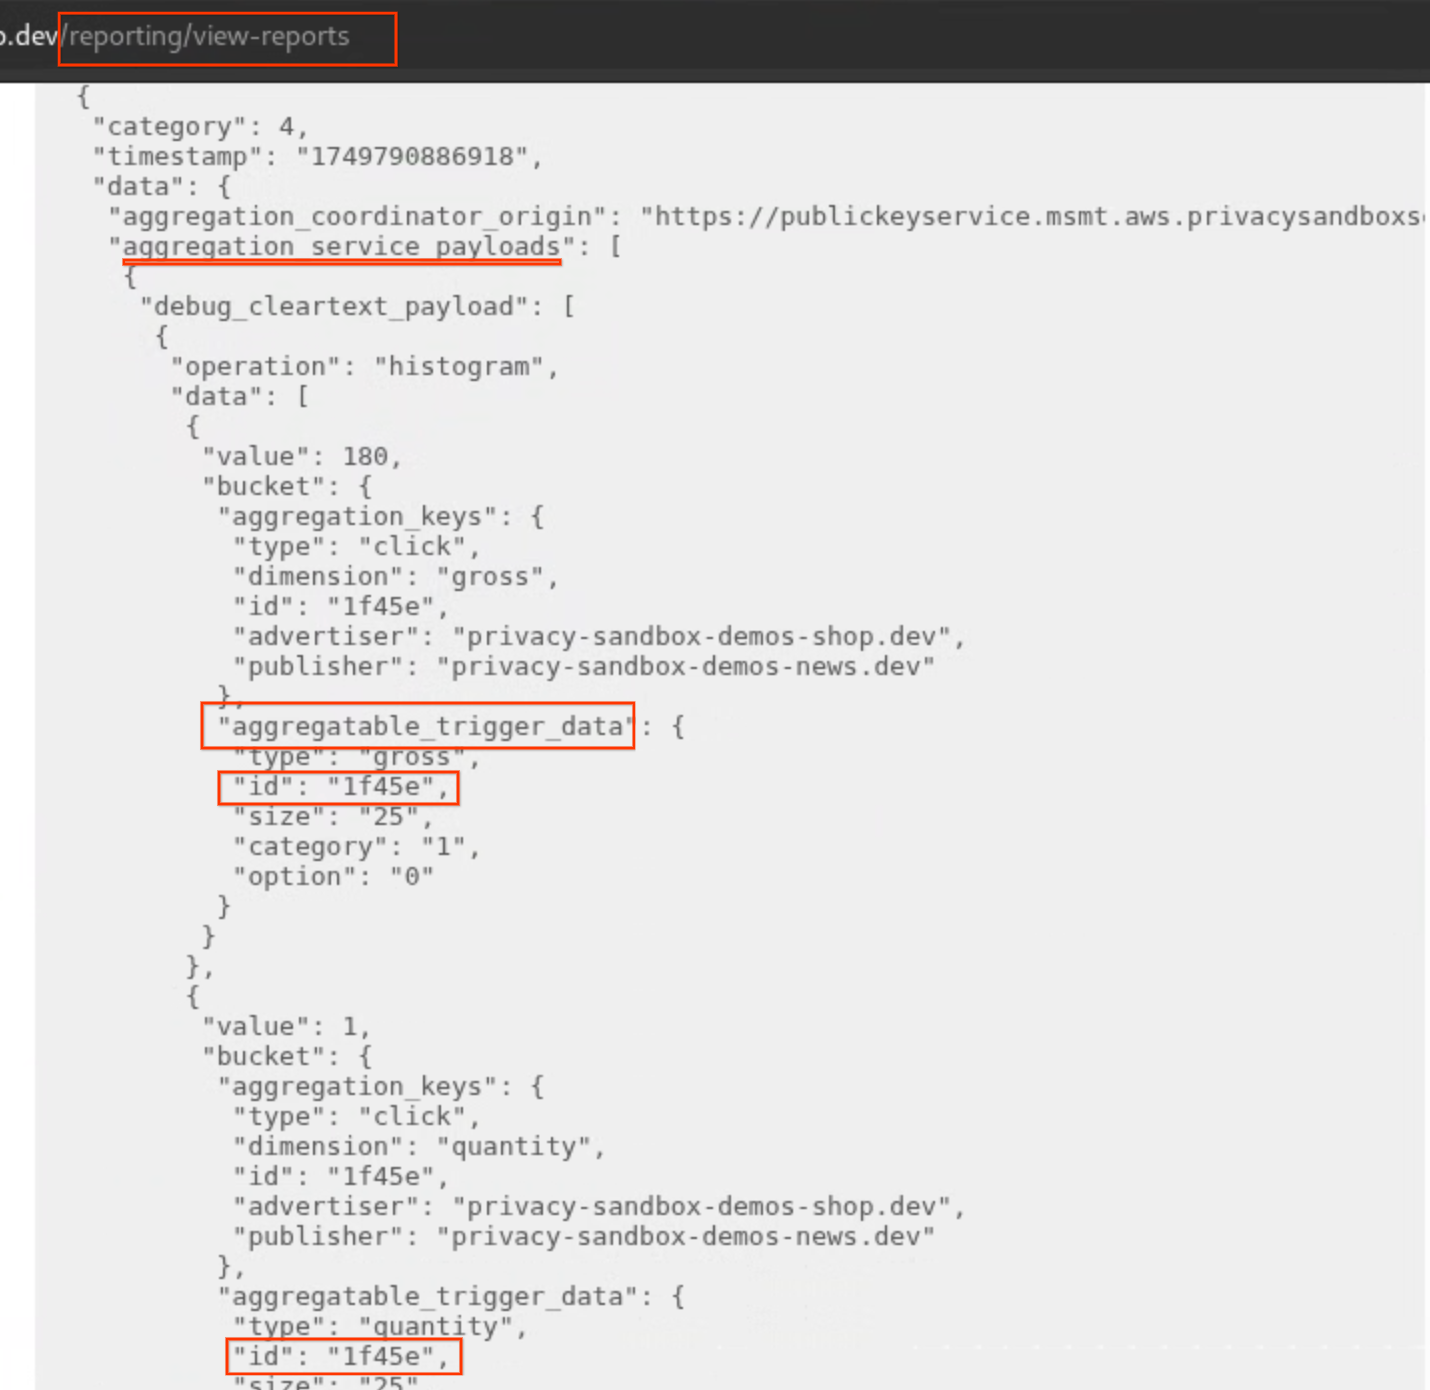 o.dev/reporting/view-reports
{
"category": 4,
"timestamp": "1749790886918",
"data": {
"aggregation_coordinator_origin": "https://publickeyservice.msmt.aws.privacysandboxs
"aggregation_service_payloads": [
{
"debug_cleartext_payload": [
{
"operation": "histogram",
"data": [
{
"value": 180,
"bucket": {
"aggregation_keys": {
"type": "click",
"dimension": "gross",
"id": "1f45e",
"advertiser": "privacy-sandbox-demos-shop.dev",
"publisher": "privacy-sandbox-demos-news.dev"
},
"aggregatable_trigger_data": {
"type": "gross",
"id": "1f45e",
"size": "25",
"category": "1",
"option": "0"
}
}
},
{
"value": 1,
"bucket": {
"aggregation_keys": {
"type": "click",
"dimension": "quantity",
"id": "1f45e",
"advertiser": "privacy-sandbox-demos-shop.dev",
"publisher": "privacy-sandbox-demos-news.dev"
},
"aggregatable_trigger_data": {
"type": "quantity",
"id": "1f45e",
"size": "25"